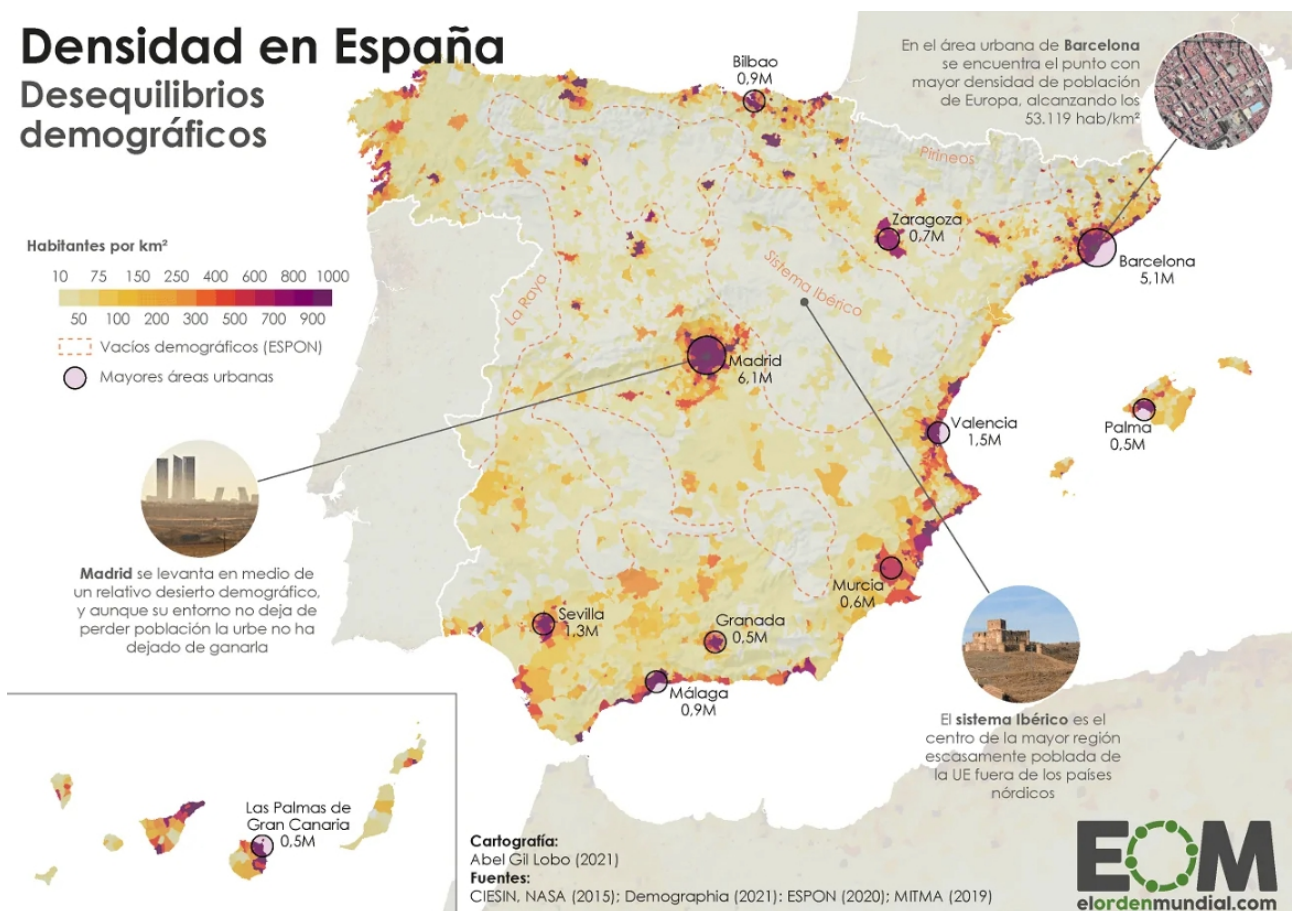 Densidad en España
Desequilibrios
demográficos
En el área urbana de Barcelona
se encuentra el punto con
mayor densidad de población
de Europa, alcanzando los
53.119 hab/km²
Bilbao
0,9M
Pirineos
Zaragoza
0,7M
Barcelona
5,1M
Habitantes por km²
10 75 150 250 400 600 800 1000
50 100 200 300 500 700 900
Vacíos demográficos (ESPON)
Mayores áreas urbanas
La Raya
Sistema Ibérico
Madrid
6,1M
Valencia
1,5M
Palma
0,5M
Madrid se levanta en medio de
un relativo desierto demográfico,
y aunque su entorno no deja de
perder población la urbe no ha
dejado de ganarla
Murcia
0,6M
Sevilla
1,3M
Granada
0,5M
Málaga
0,9M
El sistema Ibérico es el
centro de la mayor región
escasamente poblada de
la UE fuera de los países
nórdicos
Las Palmas de
Gran Canaria
0,5M
Cartografía:
Abel Gil Lobo (2021)
Fuentes:
CIESIN, NASA (2015); Demographia (2021); ESPON (2020); MITMA (2019)
EOM
elordenmundial.com